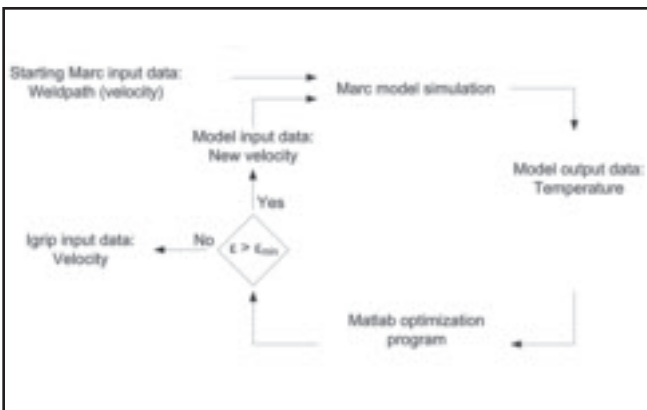 Starting Marc input data:
Weldpath (velocity)
Marc model simulation
Model input data:
New velocity
Model output data:
Temperature
Yes
Igrip input data:
Velocity
No
ε > εmin
Matlab optimization
program